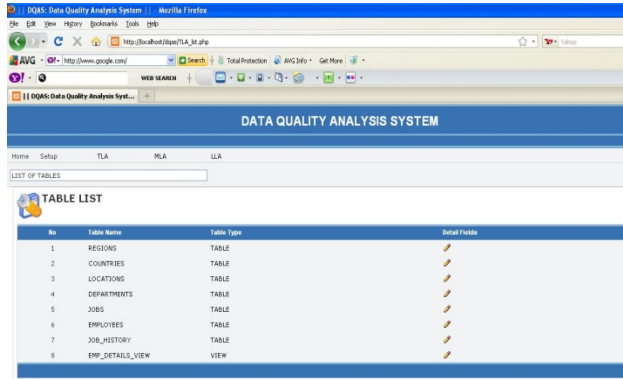 || DQAS: Data Quality Analysis System || - Mozilla Firefox
File Edit View History Bookmarks Tools Help
http://localhost/dqas/TLA_lst.php Yahoo
AVG http://www.google.com/ Search Total Protection AVG Info Get More
WEB SEARCH
|| DQAS: Data Quality Analysis Syst...
DATA QUALITY ANALYSIS SYSTEM
Home Setup TLA MLA LLA
LIST OF TABLES
TABLE LIST
No Table Name Table Type Detail Fields
1 REGIONS TABLE
2 COUNTRIES TABLE
3 LOCATIONS TABLE
4 DEPARTMENTS TABLE
5 JOBS TABLE
6 EMPLOYEES TABLE
7 JOB_HISTORY TABLE
8 EMP_DETAILS_VIEW VIEW